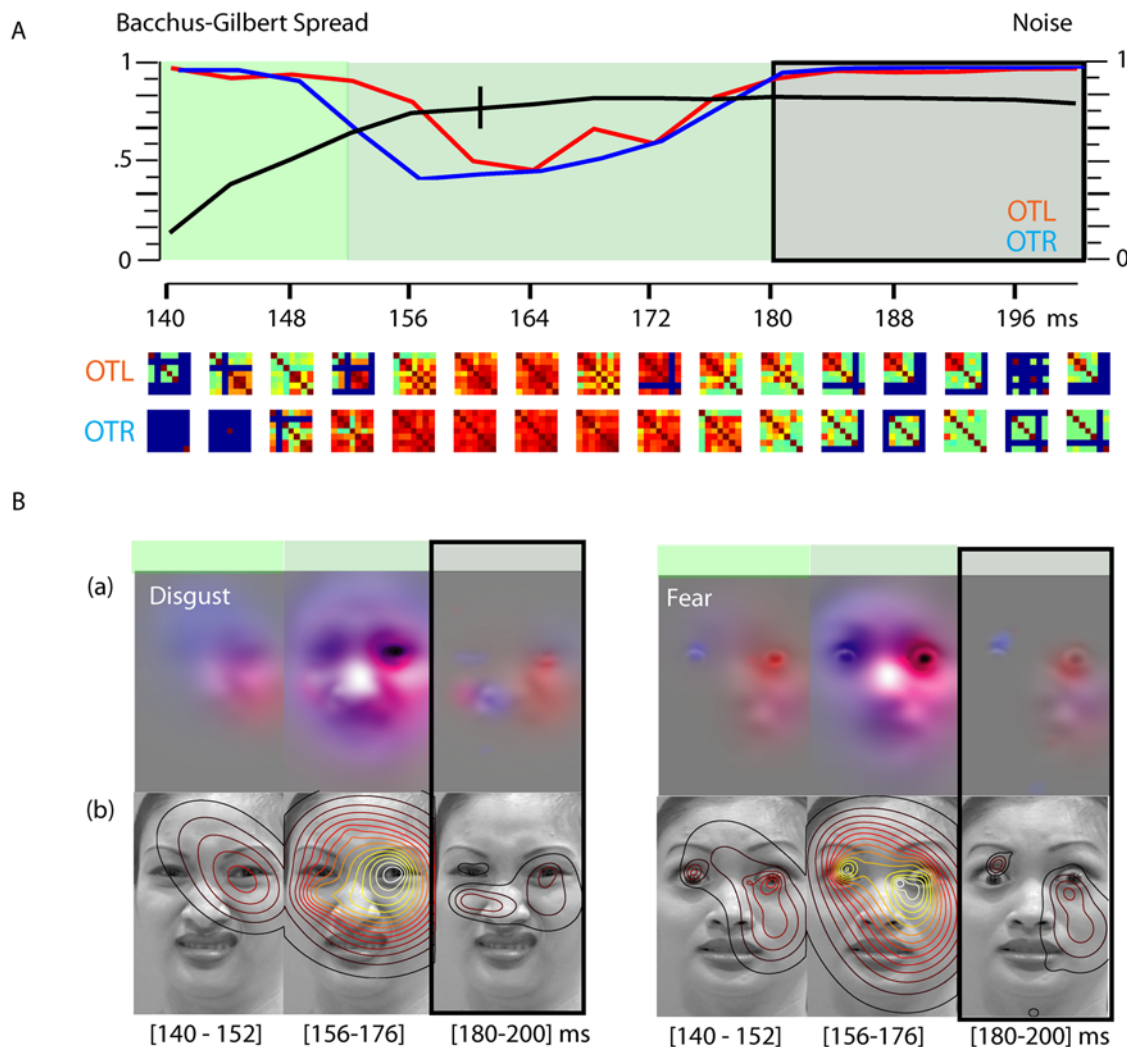 A
Bacchus-Gilbert Spread
Noise
1
.5
0
1
0
OTL
OTR
140 148 156 164 172 180 188 196 ms
OTL
OTR
B
(a)
Disgust
Fear
(b)
[140 - 152] [156-176] [180-200] ms
[140 - 152] [156-176] [180-200] ms